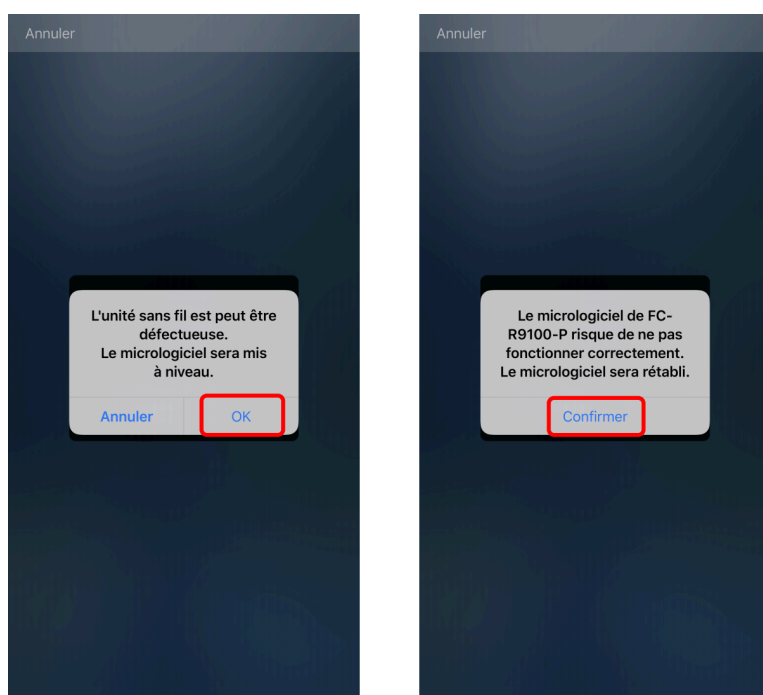 Annuler
L'unité sans fil est peut être
défectueuse.
Le micrologiciel sera mis
à niveau.
Annuler
OK
Annuler
Le micrologiciel de FC-
R9100-P risque de ne pas
fonctionner correctement.
Le micrologiciel sera rétabli.
Confirmer